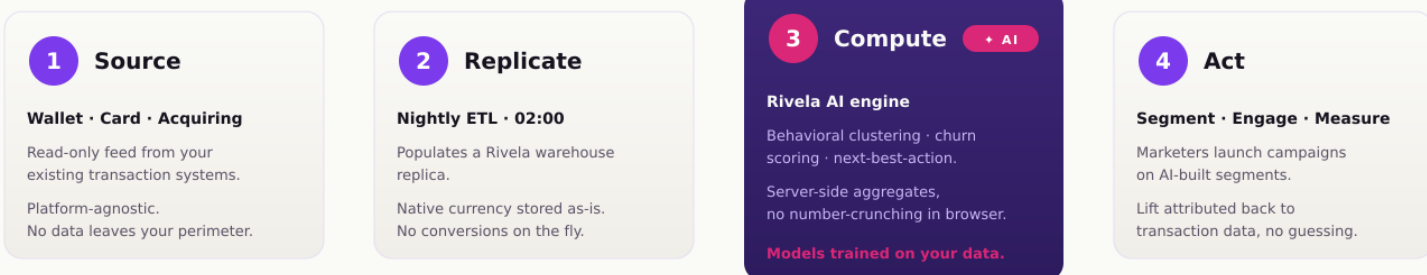 1 Source
Wallet · Card · Acquiring
Read-only feed from your
existing transaction systems.
Platform-agnostic.
No data leaves your perimeter.
2 Replicate
Nightly ETL · 02:00
Populates a Rivela warehouse
replica.
Native currency stored as-is.
No conversions on the fly.
3 Compute ✦ AI
Rivela AI engine
Behavioral clustering · churn
scoring · next-best-action.
Server-side aggregates,
no number-crunching in browser.
Models trained on your data.
4 Act
Segment · Engage · Measure
Marketers launch campaigns
on AI-built segments.
Lift attributed back to
transaction data, no guessing.